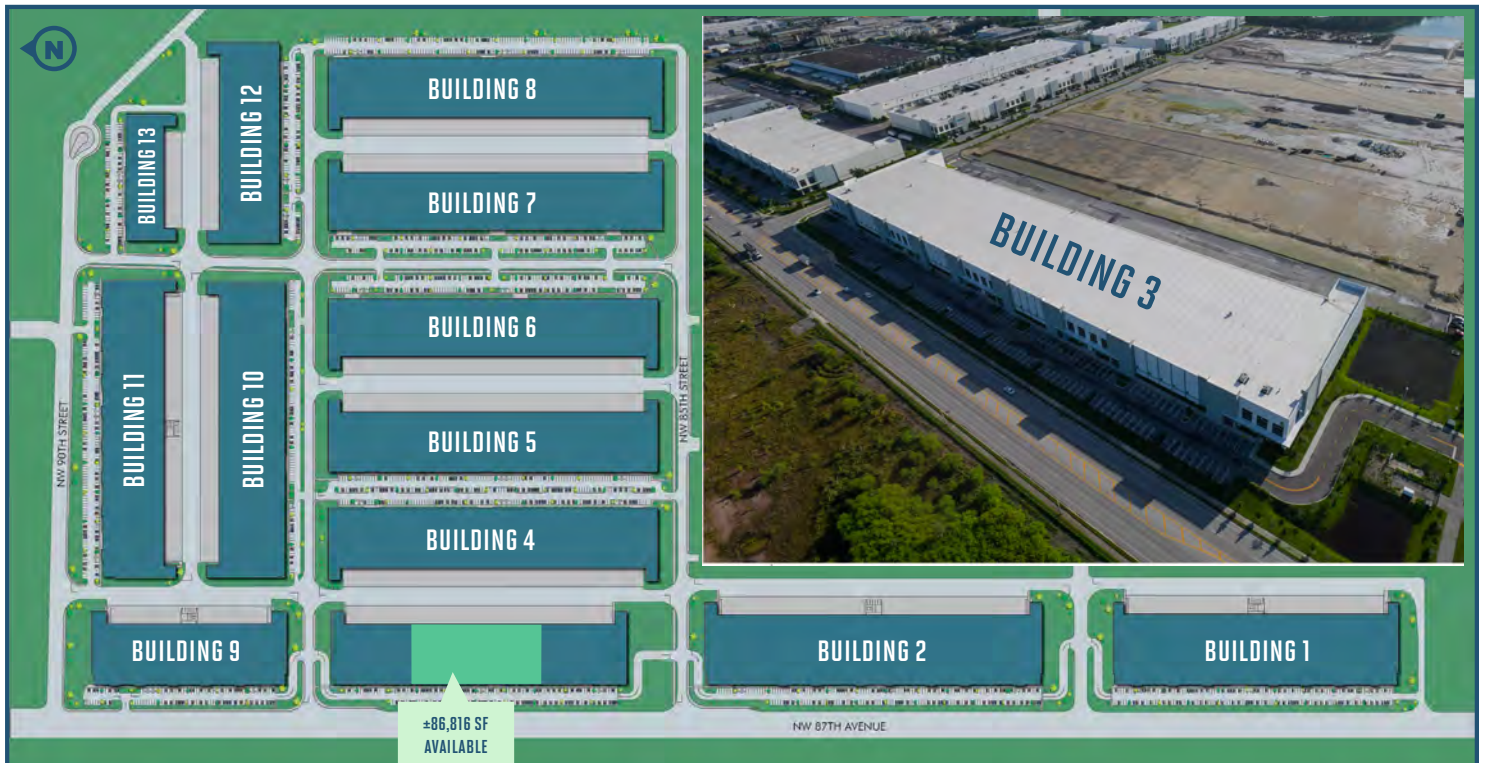 N
BUILDING 8
BUILDING 12
BUILDING 13
BUILDING 7
BUILDING 3
BUILDING 6
BUILDING 11
BUILDING 10
NW 90TH STREET
NW 85TH STREET
BUILDING 5
BUILDING 4
BUILDING 9
BUILDING 2
BUILDING 1
±86,816 SF
AVAILABLE
NW 87TH AVENUE